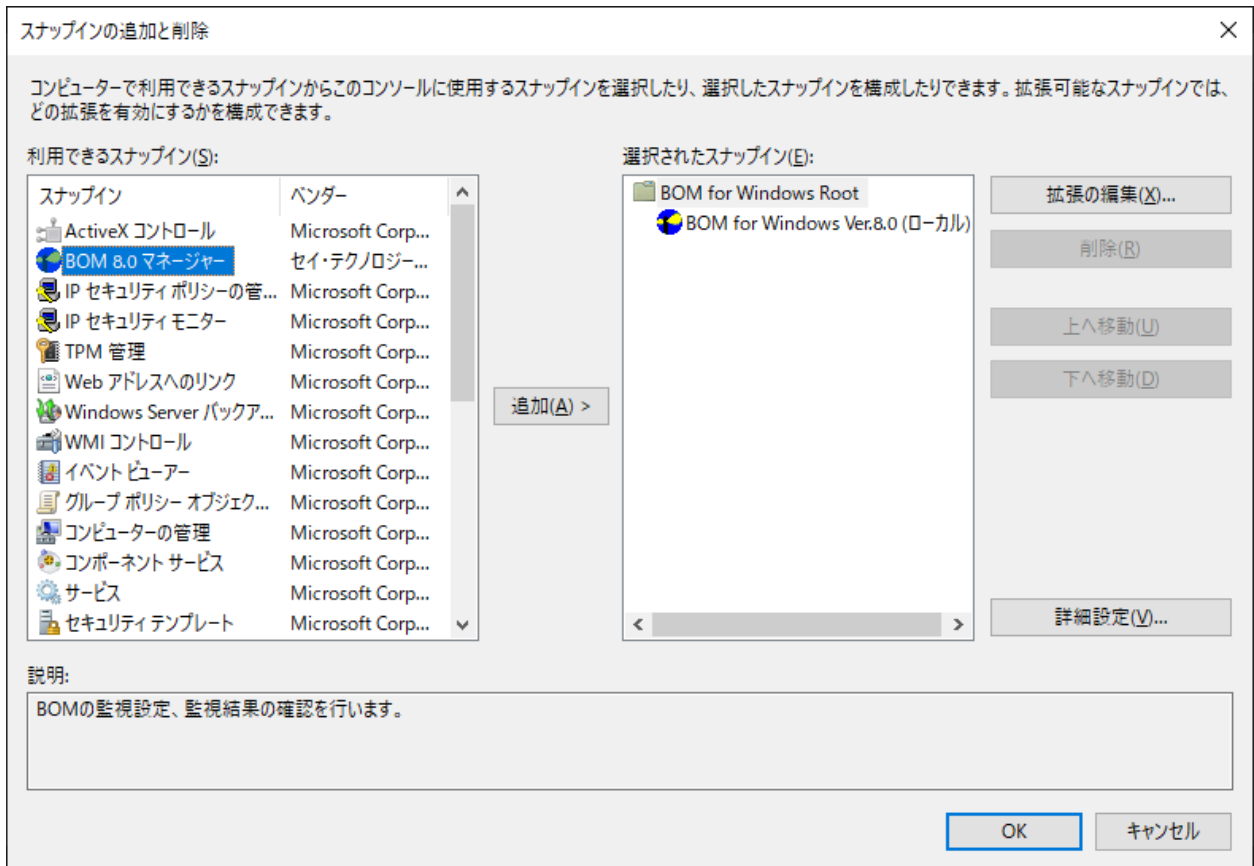 スナップインの追加と削除
コンピューターで利用できるスナップインからこのコンソールに使用するスナップインを選択したり、選択したスナップインを構成したりできます。拡張可能なスナップインでは、
どの拡張を有効にするかを構成できます。
利用できるスナップイン(S):
スナップイン ベンダー
ActiveX コントロール Microsoft Corp...
BOM 8.0 マネージャー セイ・テクノロジー...
IP セキュリティ ポリシーの管... Microsoft Corp...
IP セキュリティ モニター Microsoft Corp...
TPM 管理 Microsoft Corp...
Web アドレスへのリンク Microsoft Corp...
Windows Server バックア... Microsoft Corp...
WMI コントロール Microsoft Corp...
イベント ビューアー Microsoft Corp...
グループ ポリシー オブジェク... Microsoft Corp...
コンピューターの管理 Microsoft Corp...
コンポーネント サービス Microsoft Corp...
サービス Microsoft Corp...
セキュリティ テンプレート Microsoft Corp...
追加(A) >
選択されたスナップイン(E):
BOM for Windows Root
BOM for Windows Ver.8.0 (ローカル)
拡張の編集(X)...
削除(R)
上へ移動(U)
下へ移動(D)
詳細設定(V)...
説明:
BOMの監視設定、監視結果の確認を行います。
OK キャンセル